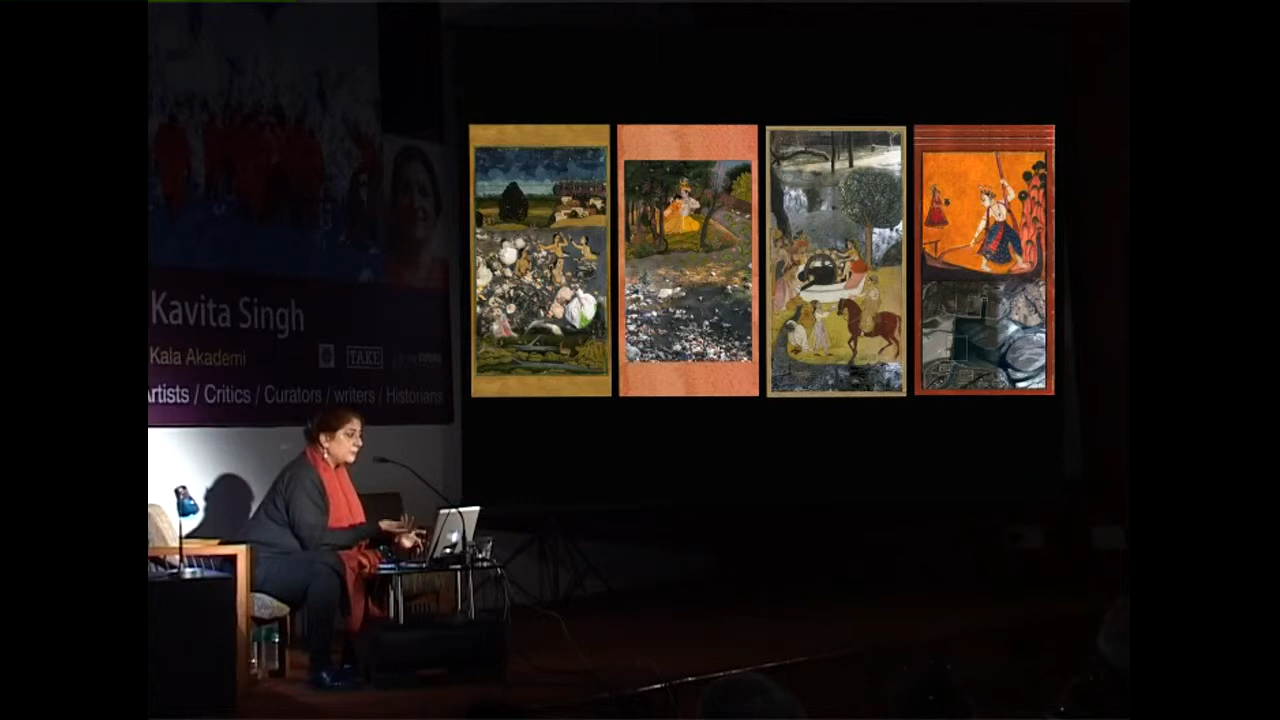 Kavita Singh
Kala Akademi
TAKE
Artists / Critics / Curators / writers / Historians